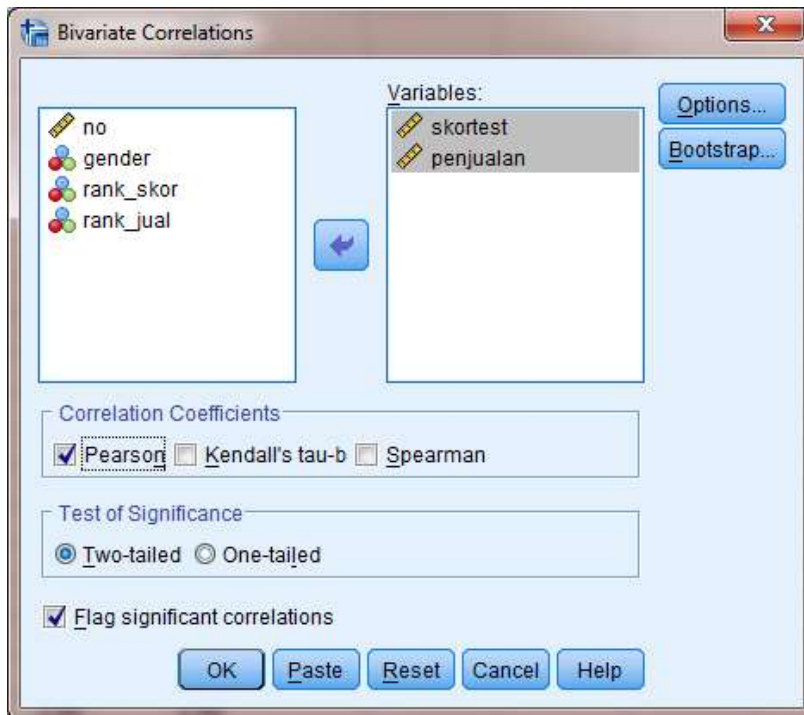 Bivariate Correlations
Variables:
no
gender
rank_skor
rank_jual
skortest
penjualan
Options...
Bootstrap...
Correlation Coefficients
Pearson Kendall's tau-b Spearman
Test of Significance
Two-tailed One-tailed
Flag significant correlations
OK Paste Reset Cancel Help